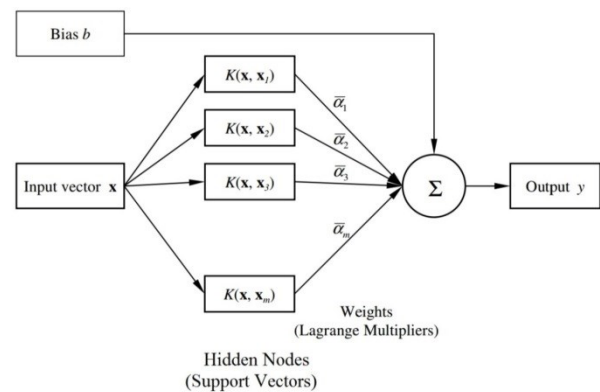 Bias b
K(x, x₁)
ᾱ₁
K(x, x₂)
ᾱ₂
Input vector x
K(x, x₃)
ᾱ₃
Σ
Output y
ᾱₘ
K(x, xₘ)
Weights
(Lagrange Multipliers)
Hidden Nodes
(Support Vectors)